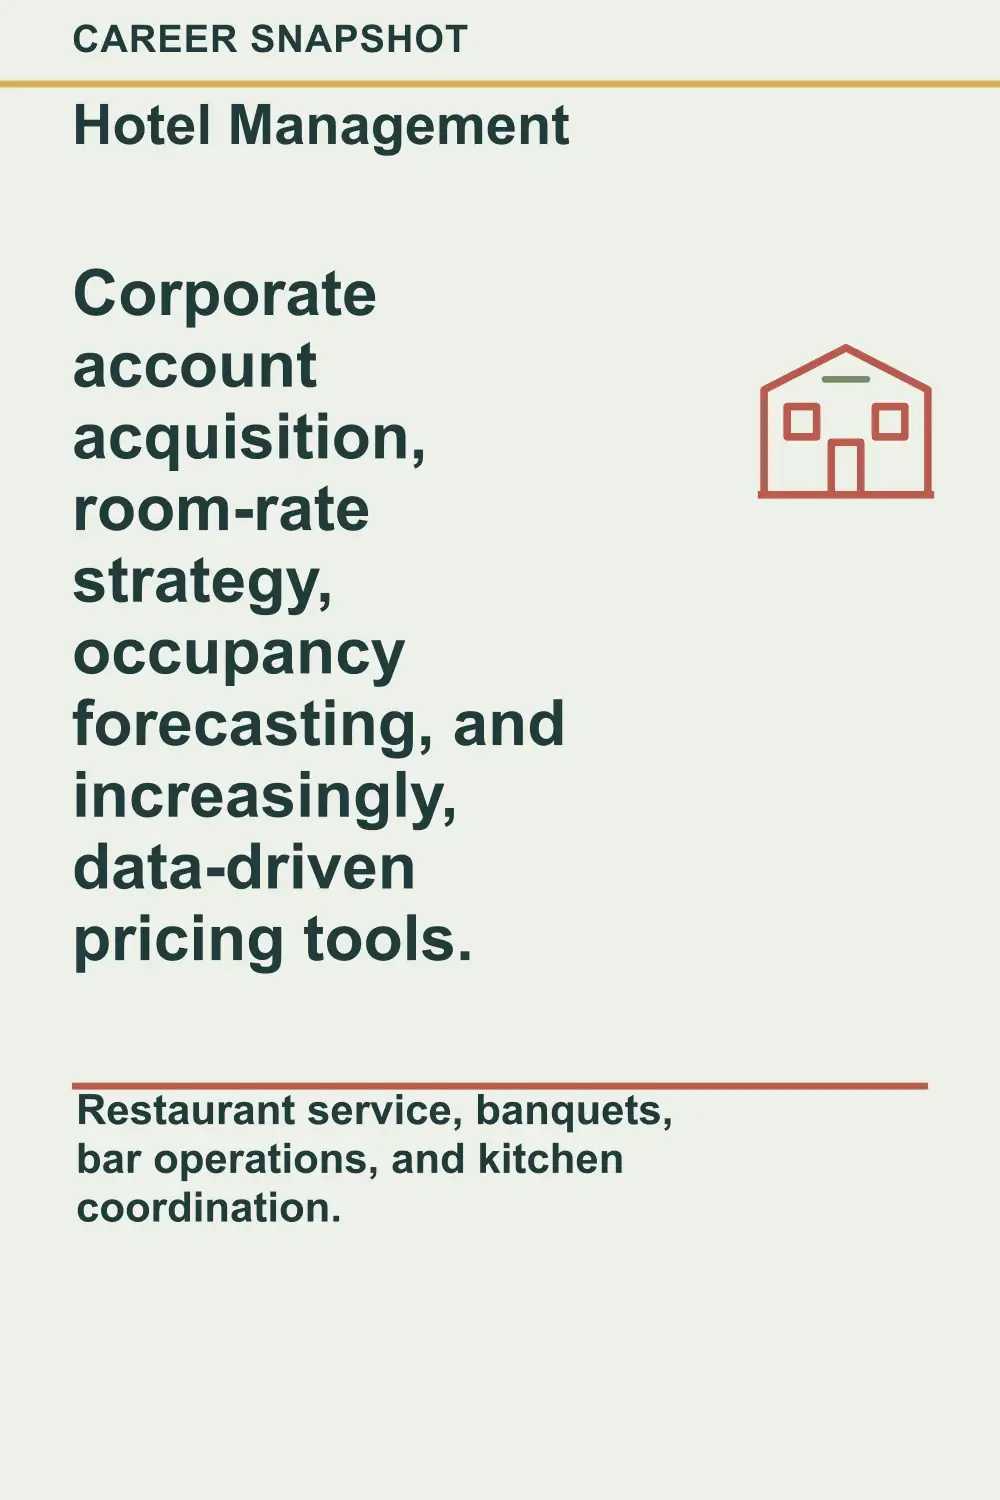 CAREER SNAPSHOT
Hotel Management
Corporate
account
acquisition,
room-rate
strategy,
occupancy
forecasting, and
increasingly,
data-driven
pricing tools.
Restaurant service, banquets,
bar operations, and kitchen
coordination.